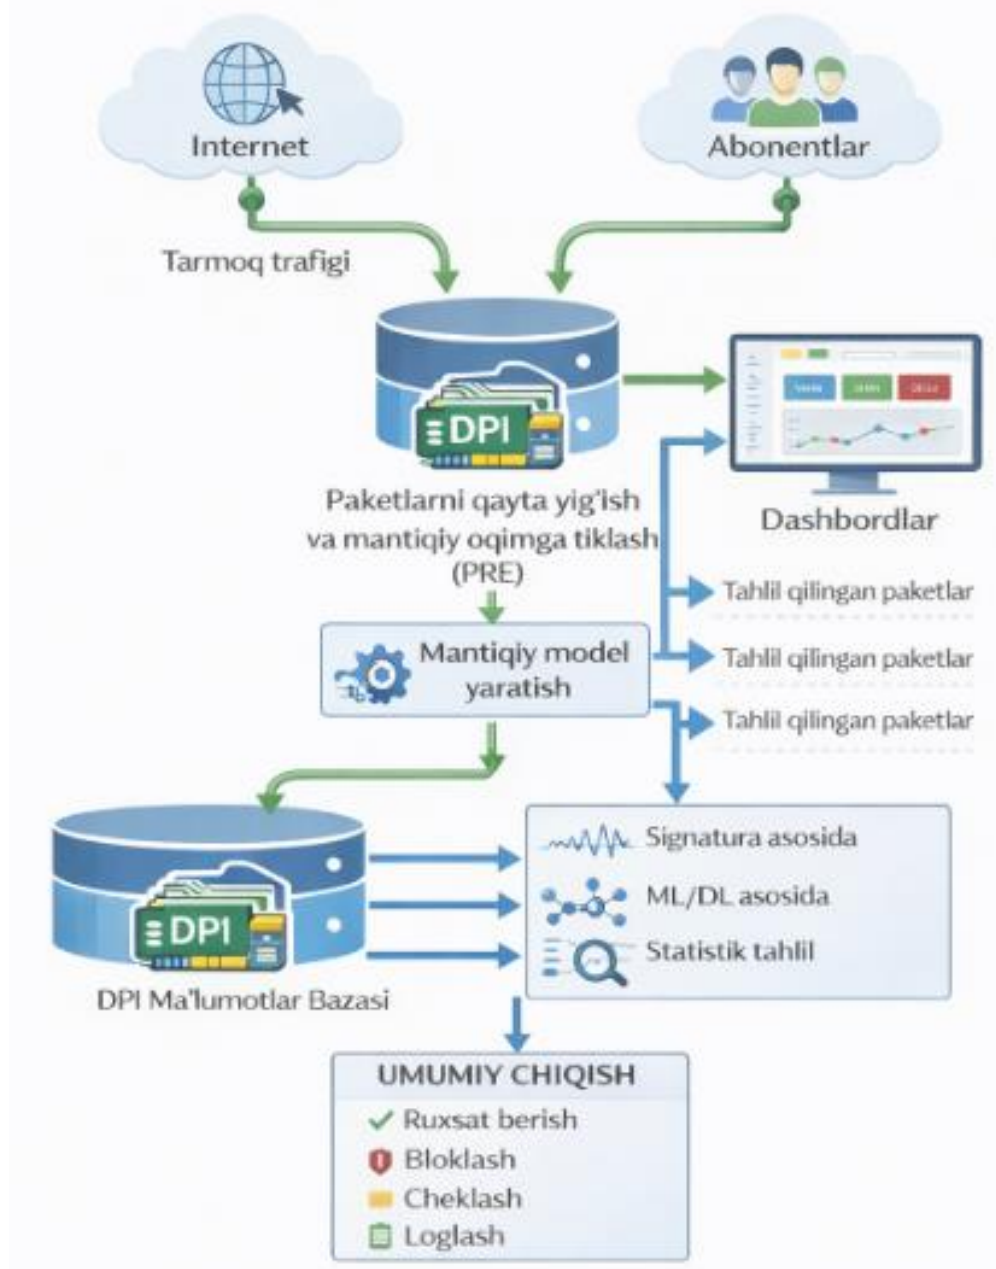 Internet
Abonentlar
Tarmoq trafigi
DPI
Paketlarni qayta yig'ish
va mantiqiy oqimga tiklash
(PRE)
Dashbordlar
Tahlil qilingan paketlar
Mantiqiy model
yaratish
Tahlil qilingan paketlar
Tahlil qilingan paketlar
DPI
DPI Ma'lumotlar Bazasi
Signatura asosida
ML/DL asosida
Statistik tahlil
UMUMIY CHIQISH
Ruxsat berish
Bloklash
Cheklash
Loglash